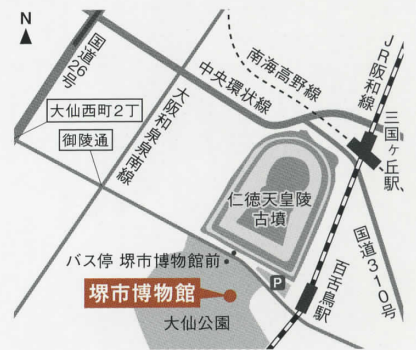 N
国道26号
大仙西町2丁
御陵通
大阪和泉泉南線
中央環状線
南海高野線
JR阪和線
三国ヶ丘駅
仁徳天皇陵
古墳
国道310号
百舌鳥駅
バス停 堺市博物館前
P
堺市博物館
大仙公園